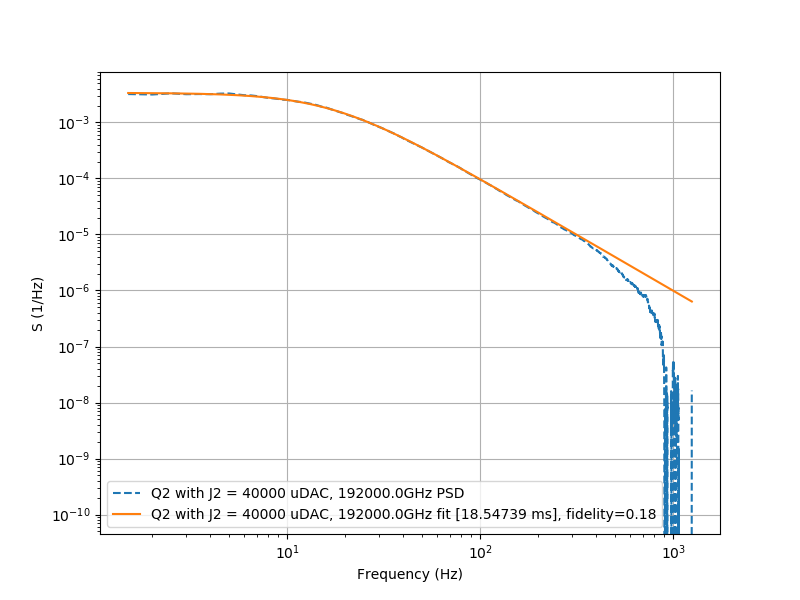 S (1/Hz)
10⁻³
10⁻⁴
10⁻⁵
10⁻⁶
10⁻⁷
10⁻⁸
10⁻⁹
10⁻¹⁰
Q2 with J2 = 40000 uDAC, 192000.0GHz PSD
Q2 with J2 = 40000 uDAC, 192000.0GHz fit [18.54739 ms], fidelity=0.18
10¹ 10² 10³
Frequency (Hz)